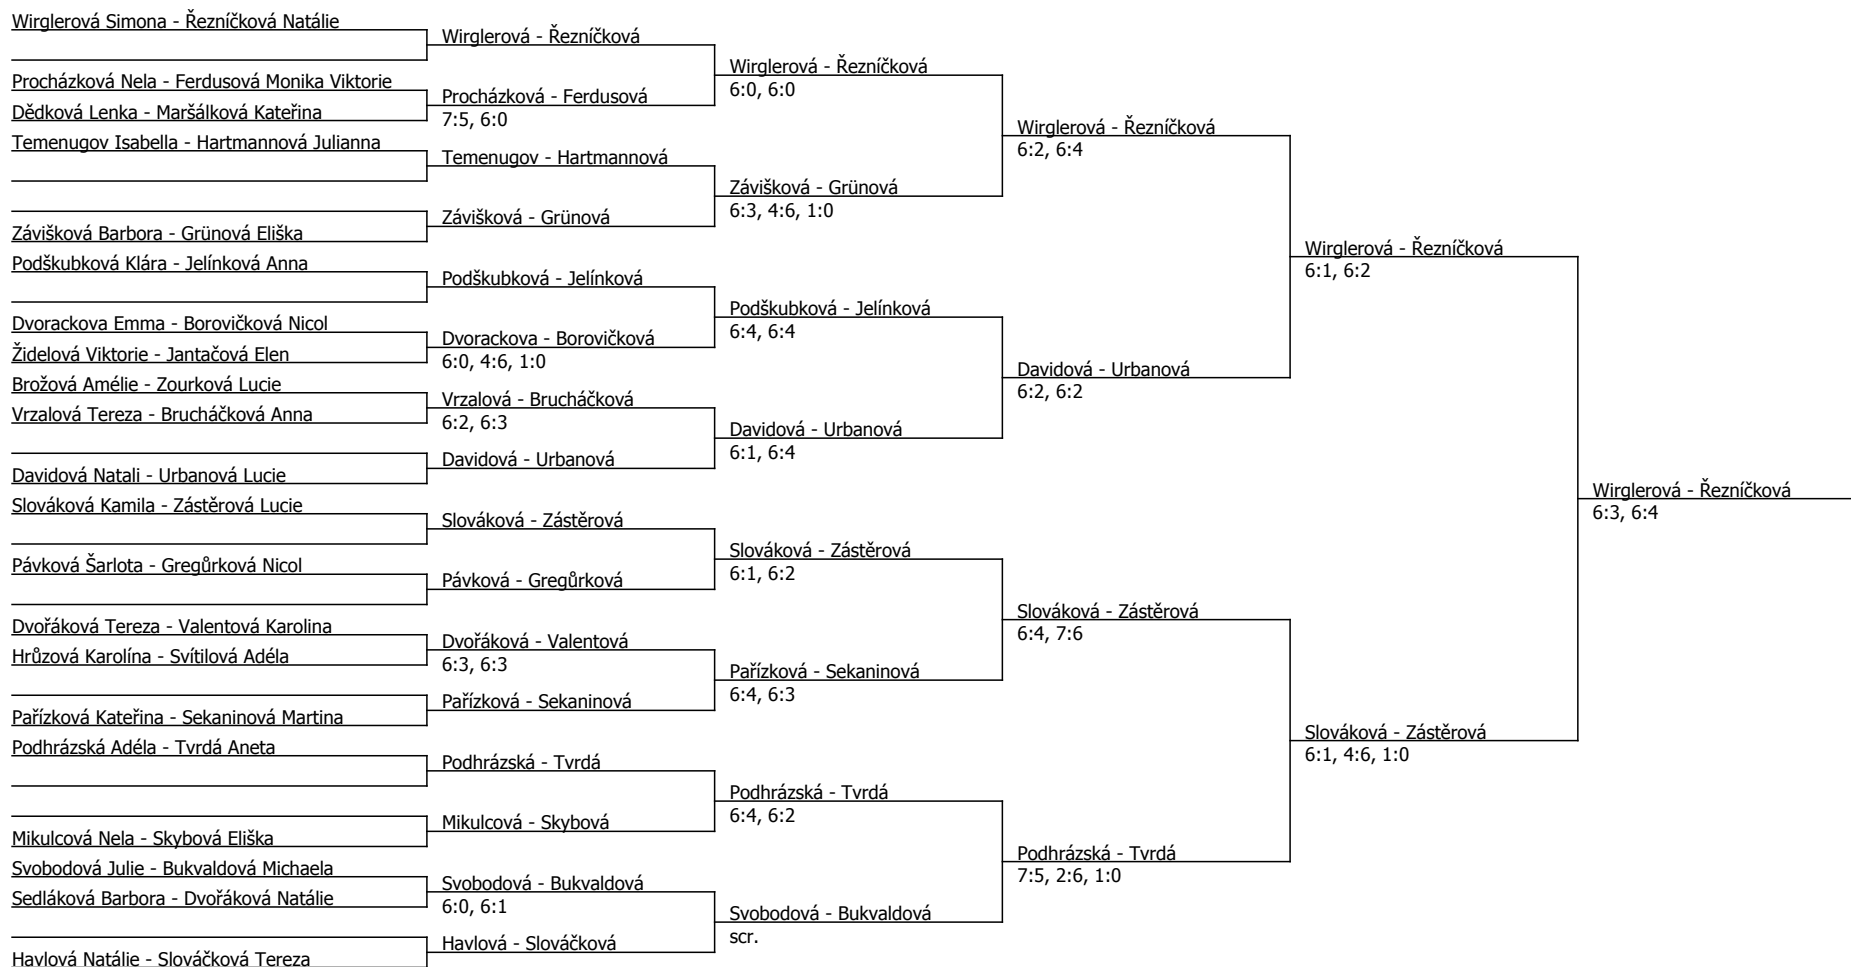 Wirglerová Simona - Řezníčková Natálie
Procházková Nela - Ferdusová Monika Viktorie
Dědková Lenka - Maršálková Kateřina
Temenugov Isabella - Hartmannová Julianna
Závišková Barbora - Grünová Eliška
Podškubková Klára - Jelínková Anna
Dvorackova Emma - Borovičková Nicol
Židelová Viktorie - Jantačová Elen
Brožová Amélie - Zourková Lucie
Vrzalová Tereza - Brucháčková Anna
Davidová Natali - Urbanová Lucie
Slováková Kamila - Zástěrová Lucie
Pávková Šarlota - Gregůrková Nicol
Dvořáková Tereza - Valentová Karolina
Hrůzová Karolína - Svítilová Adéla
Pařízková Kateřina - Sekaninová Martina
Podhrázská Adéla - Tvrdá Aneta
Mikulcová Nela - Skybová Eliška
Svobodová Julie - Bukvaldová Michaela
Sedláková Barbora - Dvořáková Natálie
Havlová Natálie - Slováčková Tereza
Wirglerová - Řezníčková
Procházková - Ferdusová
7:5, 6:0
Temenugov - Hartmannová
Závišková - Grünová
Podškubková - Jelínková
Dvorackova - Borovičková
6:0, 4:6, 1:0
Vrzalová - Brucháčková
6:2, 6:3
Davidová - Urbanová
Slováková - Zástěrová
Pávková - Gregůrková
Dvořáková - Valentová
6:3, 6:3
Pařízková - Sekaninová
Podhrázská - Tvrdá
Mikulcová - Skybová
Svobodová - Bukvaldová
6:0, 6:1
Havlová - Slováčková
Wirglerová - Řezníčková
6:0, 6:0
Závišková - Grünová
6:3, 4:6, 1:0
Podškubková - Jelínková
6:4, 6:4
Davidová - Urbanová
6:1, 6:4
Slováková - Zástěrová
6:1, 6:2
Pařízková - Sekaninová
6:4, 6:3
Podhrázská - Tvrdá
6:4, 6:2
Svobodová - Bukvaldová
scr.
Wirglerová - Řezníčková
6:2, 6:4
Davidová - Urbanová
6:2, 6:2
Slováková - Zástěrová
6:4, 7:6
Podhrázská - Tvrdá
7:5, 2:6, 1:0
Wirglerová - Řezníčková
6:1, 6:2
Slováková - Zástěrová
6:1, 4:6, 1:0
Wirglerová - Řezníčková
6:3, 6:4